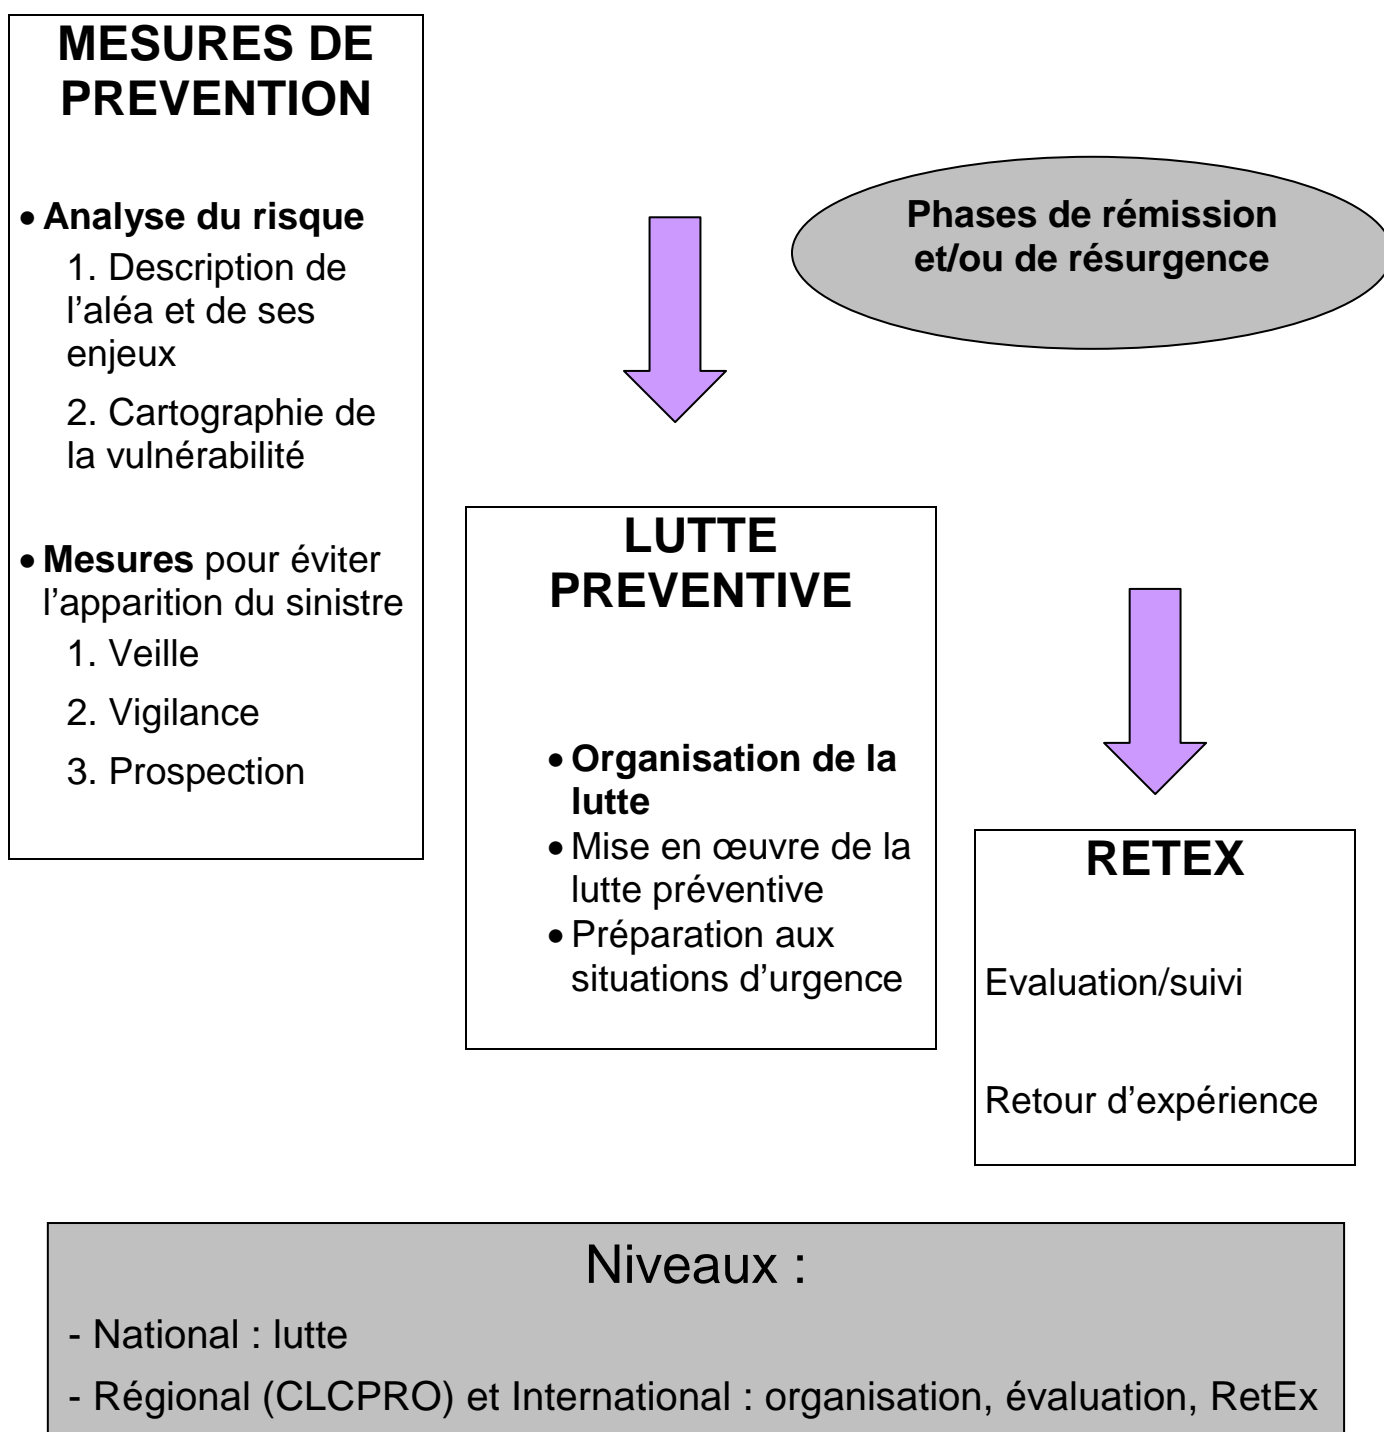 MESURES DE
PREVENTION
• Analyse du risque
1. Description de
l’aléa et de ses
enjeux
2. Cartographie de
la vulnérabilité
• Mesures pour éviter
l’apparition du sinistre
1. Veille
2. Vigilance
3. Prospection
Phases de rémission
et/ou de résurgence
LUTTE
PREVENTIVE
• Organisation de la
lutte
• Mise en œuvre de la
lutte préventive
• Préparation aux
situations d’urgence
RETEX
Evaluation/suivi
Retour d’expérience
Niveaux :
- National : lutte
- Régional (CLCPRO) et International : organisation, évaluation, RetEx